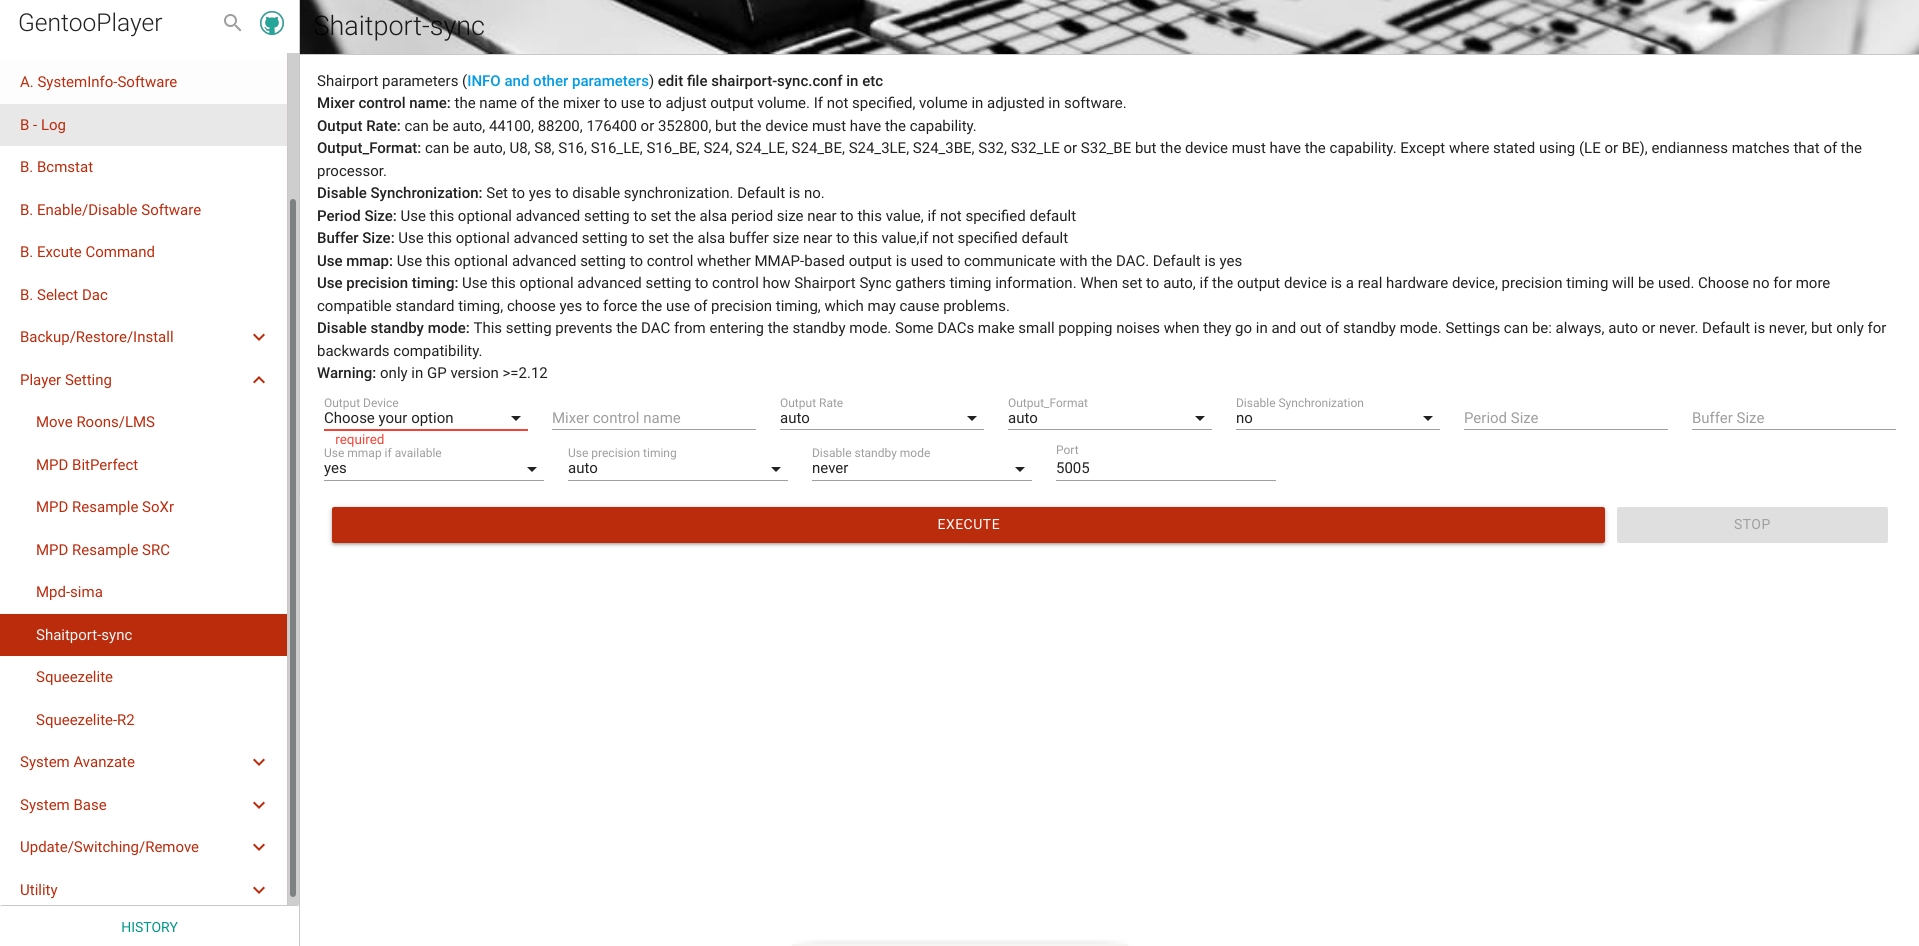 GentooPlayer
Shaitport-sync
A. SystemInfo-Software
B - Log
B. Bcmstat
B. Enable/Disable Software
B. Excute Command
B. Select Dac
Backup/Restore/Install
Player Setting
Move Roons/LMS
MPD BitPerfect
MPD Resample SoXr
MPD Resample SRC
Mpd-sima
Shaitport-sync
Squeezelite
Squeezelite-R2
System Avanzate
System Base
Update/Switching/Remove
Utility
HISTORY
Shairport parameters (INFO and other parameters) edit file shairport-sync.conf in etc
Mixer control name: the name of the mixer to use to adjust output volume. If not specified, volume in adjusted in software.
Output Rate: can be auto, 44100, 88200, 176400 or 352800, but the device must have the capability.
Output_Format: can be auto, U8, S8, S16, S16_LE, S16_BE, S24, S24_LE, S24_BE, S24_3LE, S24_3BE, S32, S32_LE or S32_BE but the device must have the capability. Except where stated using (LE or BE), endianness matches that of the
processor.
Disable Synchronization: Set to yes to disable synchronization. Default is no.
Period Size: Use this optional advanced setting to set the alsa period size near to this value, if not specified default
Buffer Size: Use this optional advanced setting to set the alsa buffer size near to this value,if not specified default
Use mmap: Use this optional advanced setting to control whether MMAP-based output is used to communicate with the DAC. Default is yes
Use precision timing: Use this optional advanced setting to control how Shairport Sync gathers timing information. When set to auto, if the output device is a real hardware device, precision timing will be used. Choose no for more
compatible standard timing, choose yes to force the use of precision timing, which may cause problems.
Disable standby mode: This setting prevents the DAC from entering the standby mode. Some DACs make small popping noises when they go in and out of standby mode. Settings can be: always, auto or never. Default is never, but only for
backwards compatibility.
Warning: only in GP version >=2.12
Output Device
Choose your option
required
Mixer control name
Output Rate
auto
Output_Format
auto
Disable Synchronization
no
Period Size
Buffer Size
Use mmap if available
yes
Use precision timing
auto
Disable standby mode
never
Port
5005
EXECUTE
STOP